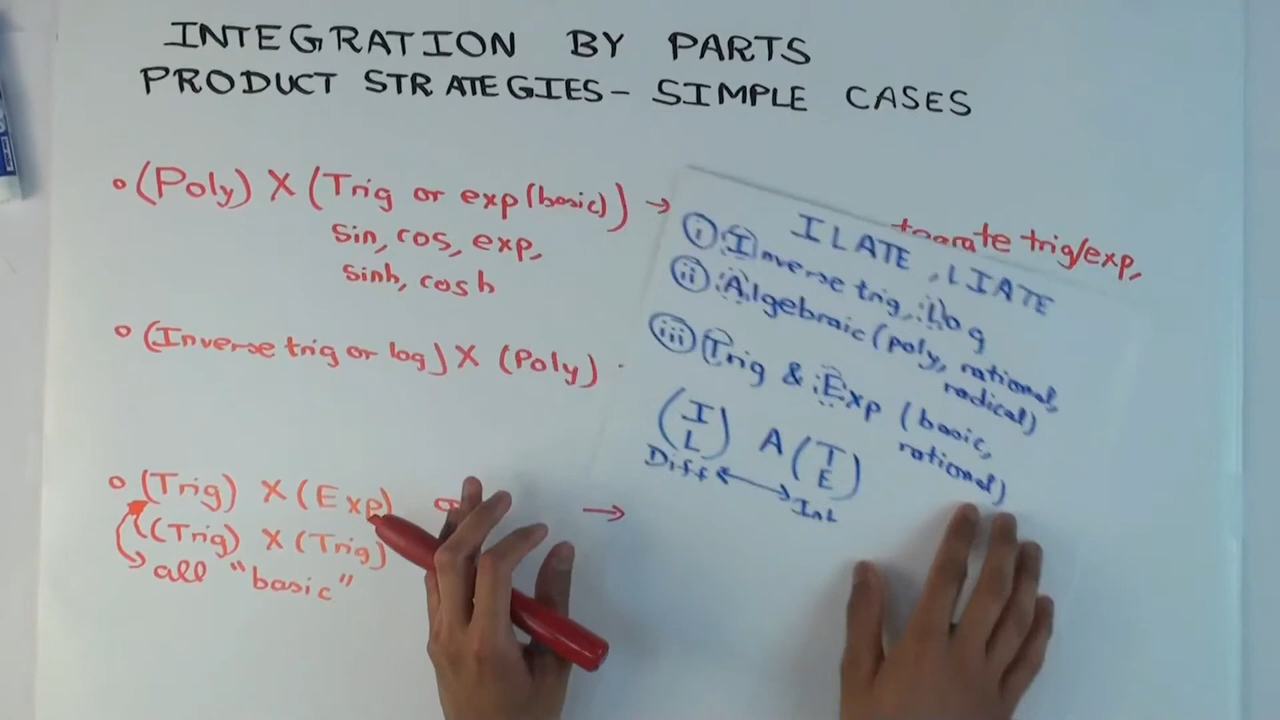 INTEGRATION BY PARTS
PRODUCT STRATEGIES - SIMPLE CASES
(Poly) X (Trig or exp (basic)) →
sin, cos, exp,
sinh, cosh
trig/exp,
(Inverse trig or log) X (Poly)
(Trig) X (Exp)
(Trig) X (Trig)
all "basic"
→
ILATE, LIATE
(i) Inverse trig, Log
(ii) Algebraic (poly, rational,
radical)
(iii) Trig & Exp (basic,
rational)
(I L) A (T E)
Diff Int